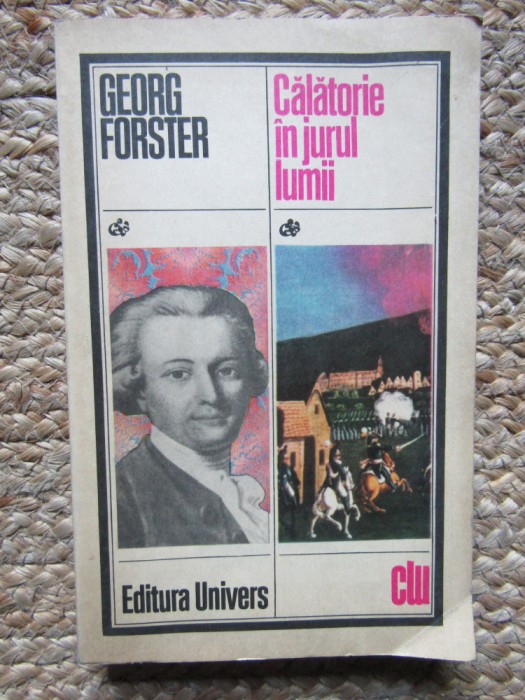 GEORG
FORSTER
Călătorie
în jurul
lumii
Editura Univers
clu